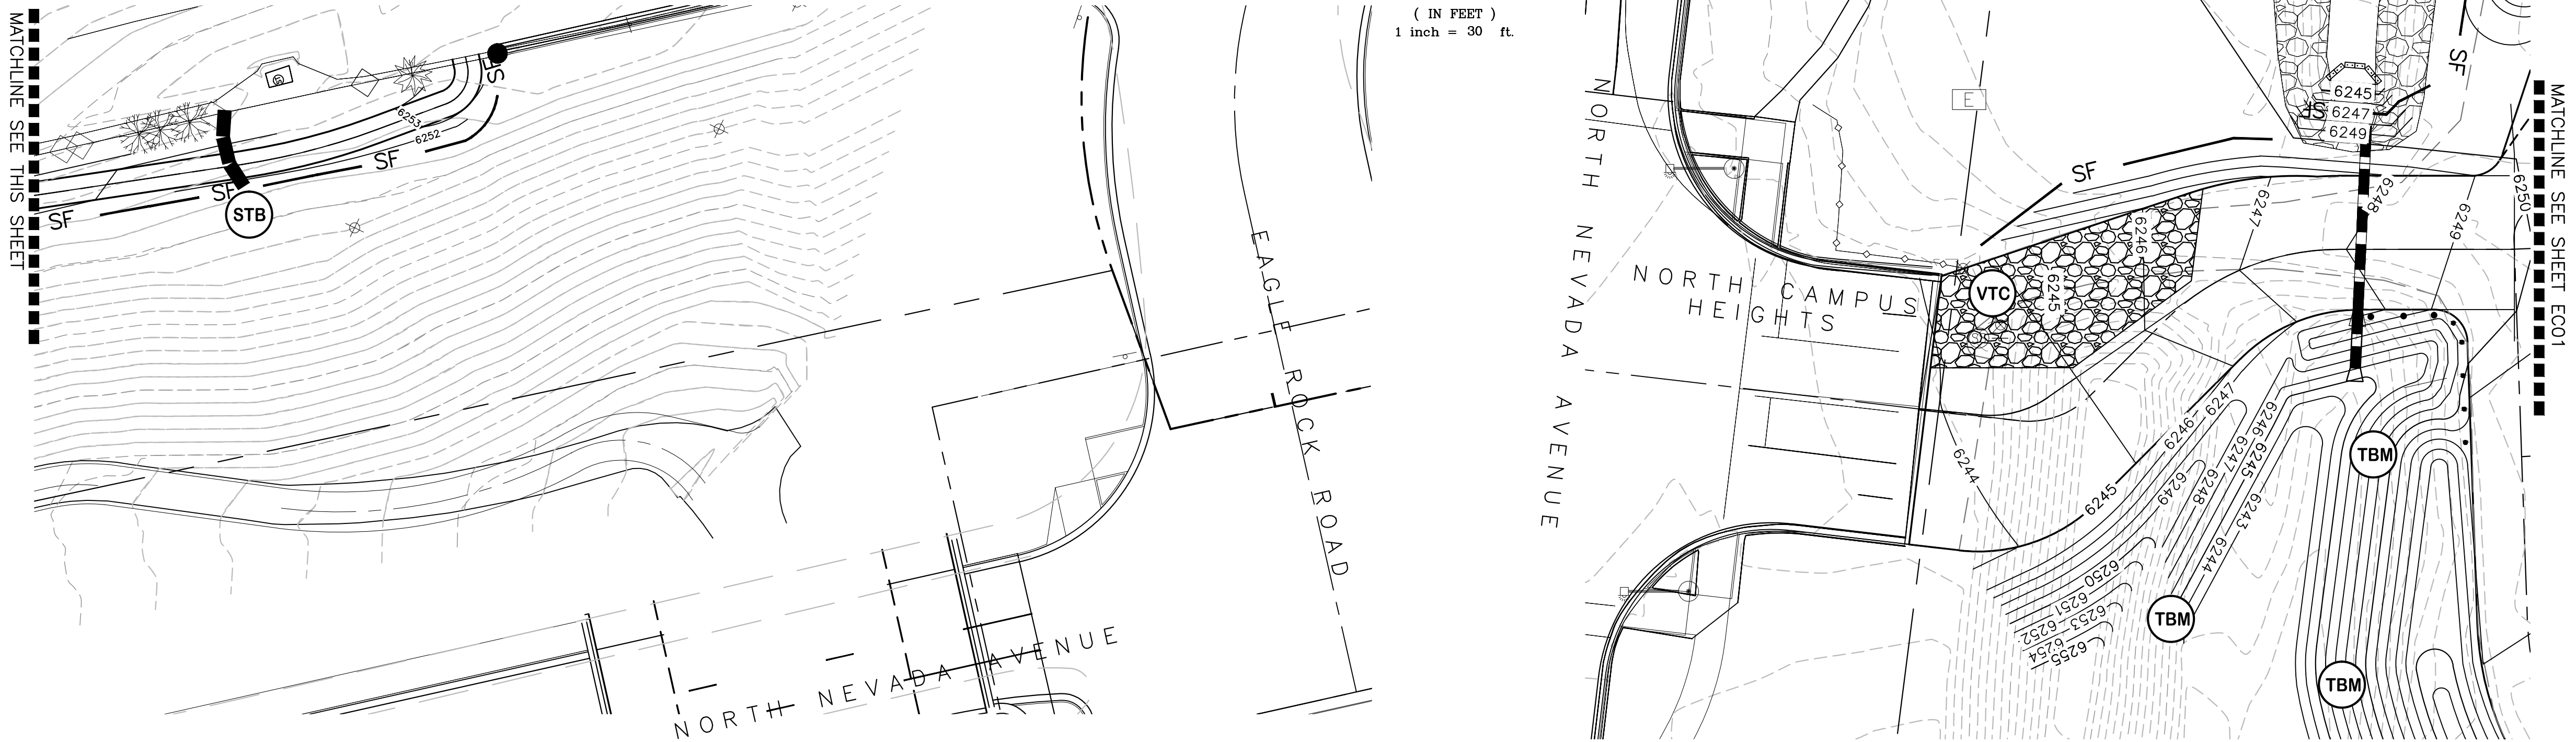 MATCHLINE SEE THIS SHEET
SF
6253
6252
SF
SF
SF
STB
( IN FEET )
1 inch = 30 ft.
EAGLE ROCK ROAD
NORTH NEVADA AVENUE
NORTH NEVADA AVENUE
NORTH CAMPUS
HEIGHTS
E
SF
SF
SF
6245
6247
6249
6248
6247
6249
6250
6246
6245
VTC
6244
6245
6246
6247
6246
6245
6247
6248
6249
6243
6244
6250
6251
6252
6253
6254
6255
TBM
TBM
TBM
MATCHLINE SEE SHEET EC01